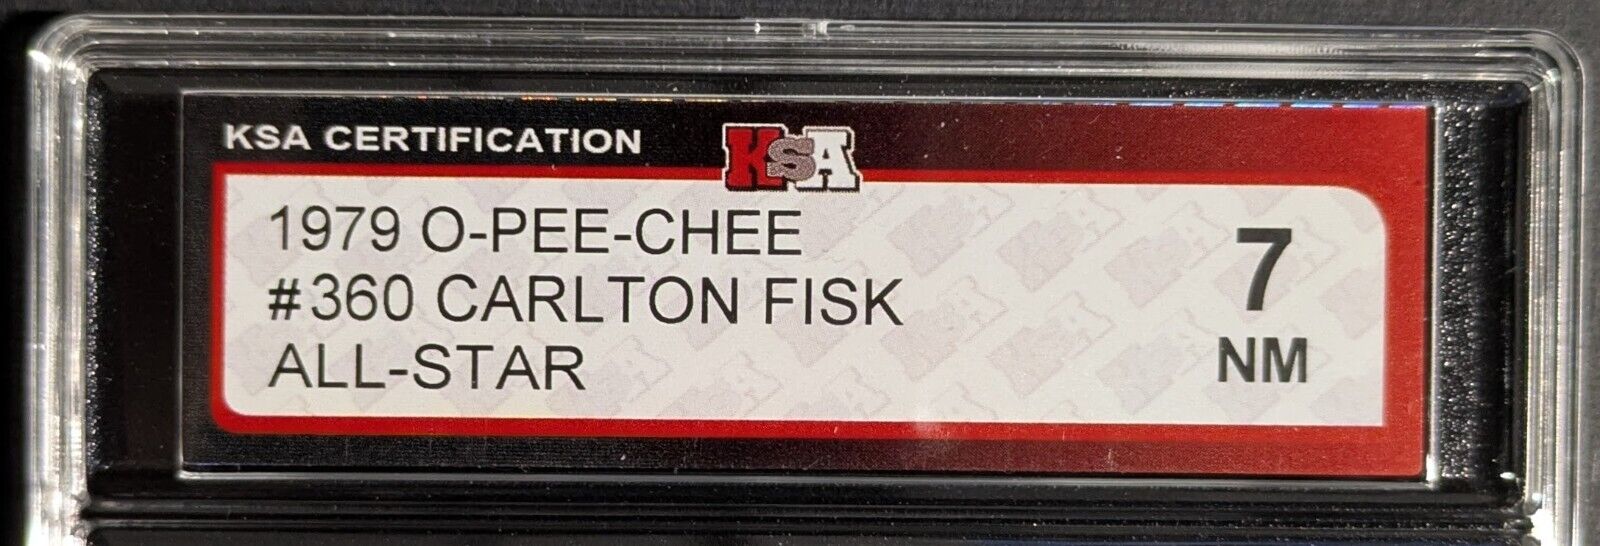 KSA CERTIFICATION
KSA
1979 O-PEE-CHEE
#360 CARLTON FISK
ALL-STAR
7
NM